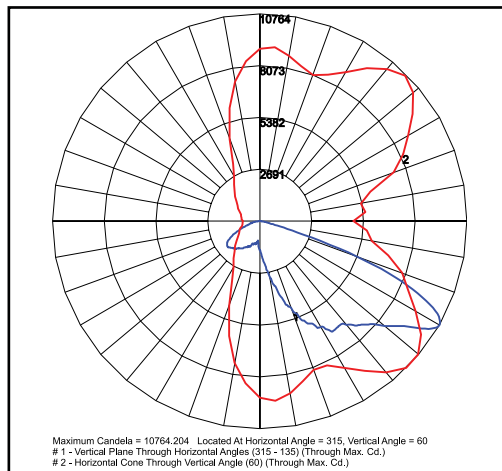 10764
8073
5382
2691
2
1
Maximum Candela = 10764.204 Located At Horizontal Angle = 315, Vertical Angle = 60
# 1 - Vertical Plane Through Horizontal Angles (315 - 135) (Through Max. Cd.)
# 2 - Horizontal Cone Through Vertical Angle (60) (Through Max. Cd.)